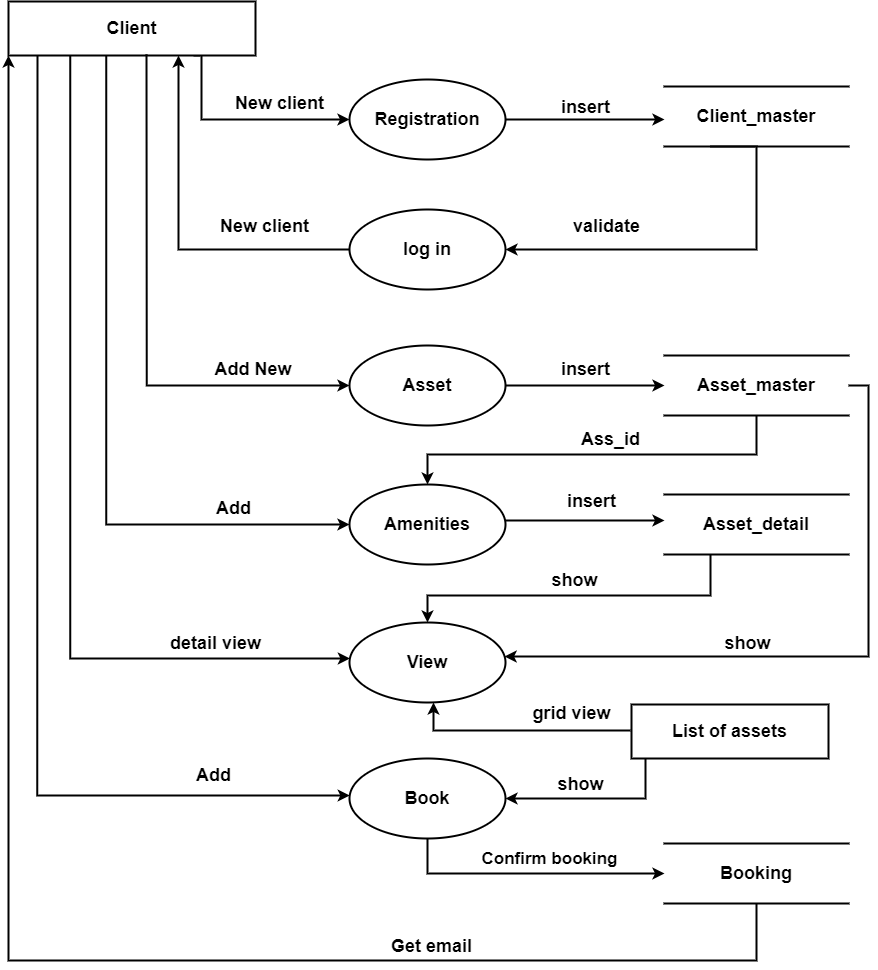 Client
New client
Registration
insert
Client_master
New client
log in
validate
Add New
Asset
insert
Asset_master
Ass_id
Add
Amenities
insert
Asset_detail
show
detail view
View
show
grid view
List of assets
Add
Book
show
Confirm booking
Booking
Get email